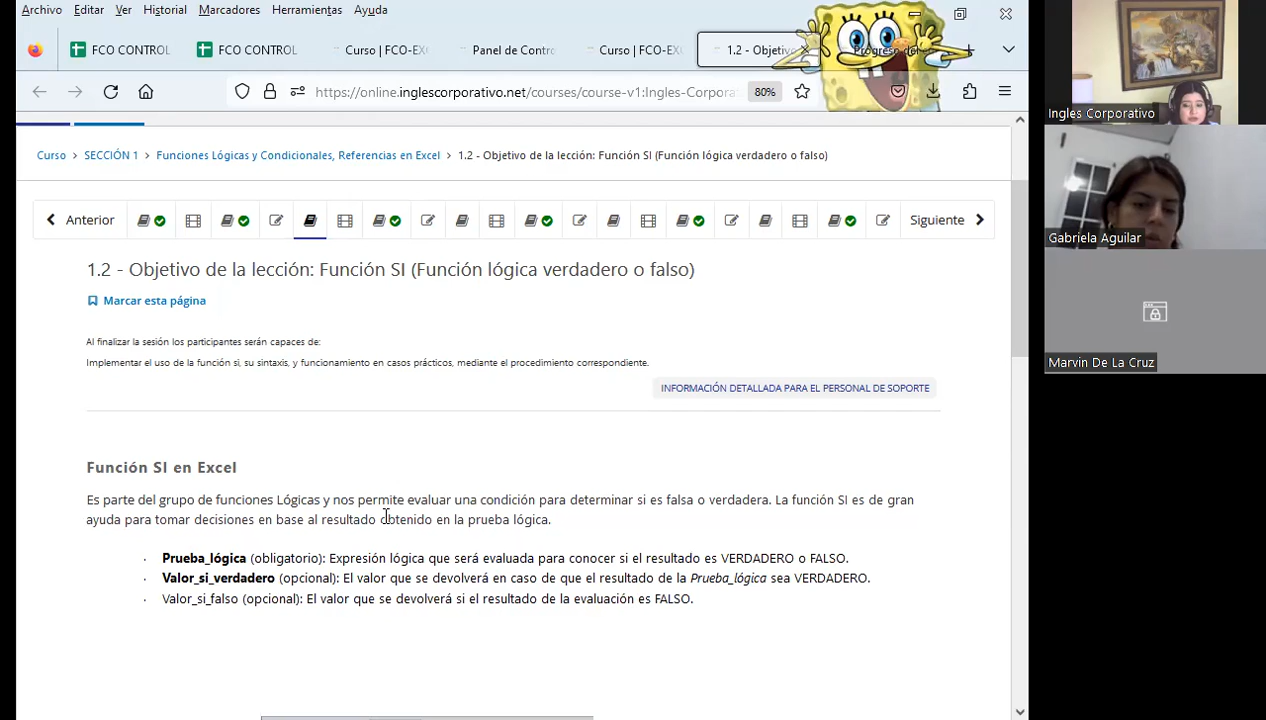 Archivo Editar Ver Historial Marcadores Herramientas Ayuda
FCO CONTROL FCO CONTROL Curso | FCO-EX Panel de Contro Curso | FCO-EX 1.2 - Objetivo Progreso del
https://online.inglescorporativo.net/courses/course-v1:Ingles-Corpora 80%
Curso > SECCIÓN 1 > Funciones Lógicas y Condicionales, Referencias en Excel > 1.2 - Objetivo de la lección: Función SI (Función lógica verdadero o falso)
Anterior Siguiente
1.2 - Objetivo de la lección: Función SI (Función lógica verdadero o falso)
Marcar esta página
Al finalizar la sesión los participantes serán capaces de:
Implementar el uso de la función si, su sintaxis, y funcionamiento en casos prácticos, mediante el procedimiento correspondiente.
INFORMACIÓN DETALLADA PARA EL PERSONAL DE SOPORTE
Función SI en Excel
Es parte del grupo de funciones Lógicas y nos permite evaluar una condición para determinar si es falsa o verdadera. La función SI es de gran
ayuda para tomar decisiones en base al resultado obtenido en la prueba lógica.
· Prueba_lógica (obligatorio): Expresión lógica que será evaluada para conocer si el resultado es VERDADERO o FALSO.
· Valor_si_verdadero (opcional): El valor que se devolverá en caso de que el resultado de la Prueba_lógica sea VERDADERO.
· Valor_si_falso (opcional): El valor que se devolverá si el resultado de la evaluación es FALSO.
Ingles Corporativo
Gabriela Aguilar
Marvin De La Cruz